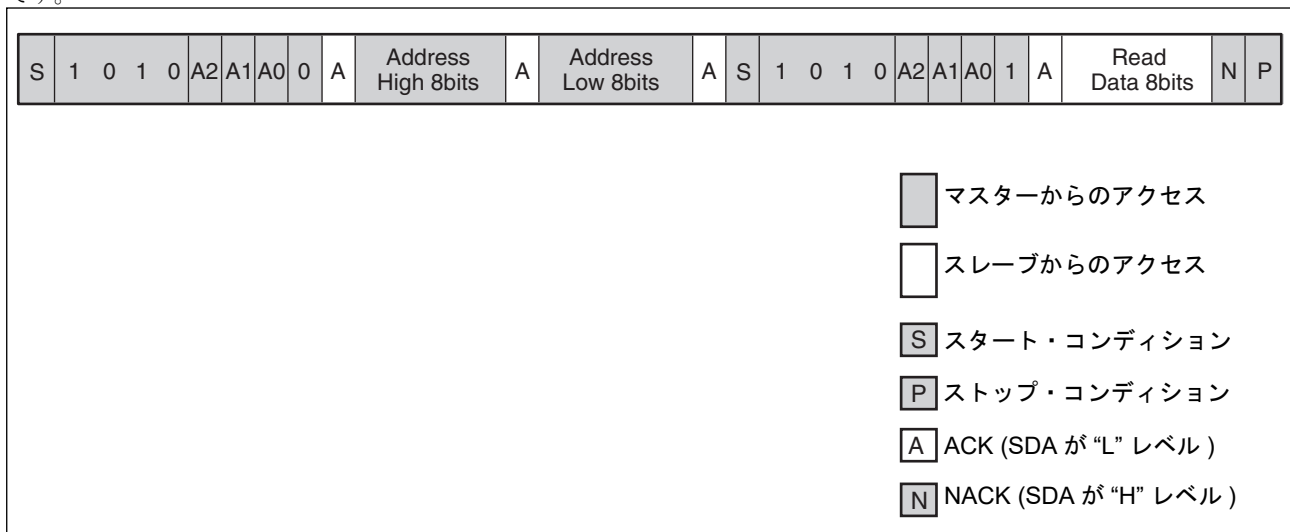 です。
S 1 0 1 0 A2 A1 A0 0 A Address High 8bits A Address Low 8bits A S 1 0 1 0 A2 A1 A0 1 A Read Data 8bits N P
マスターからのアクセス
スレーブからのアクセス
S スタート・コンディション
P ストップ・コンディション
A ACK (SDA が “L” レベル )
N NACK (SDA が “H” レベル )